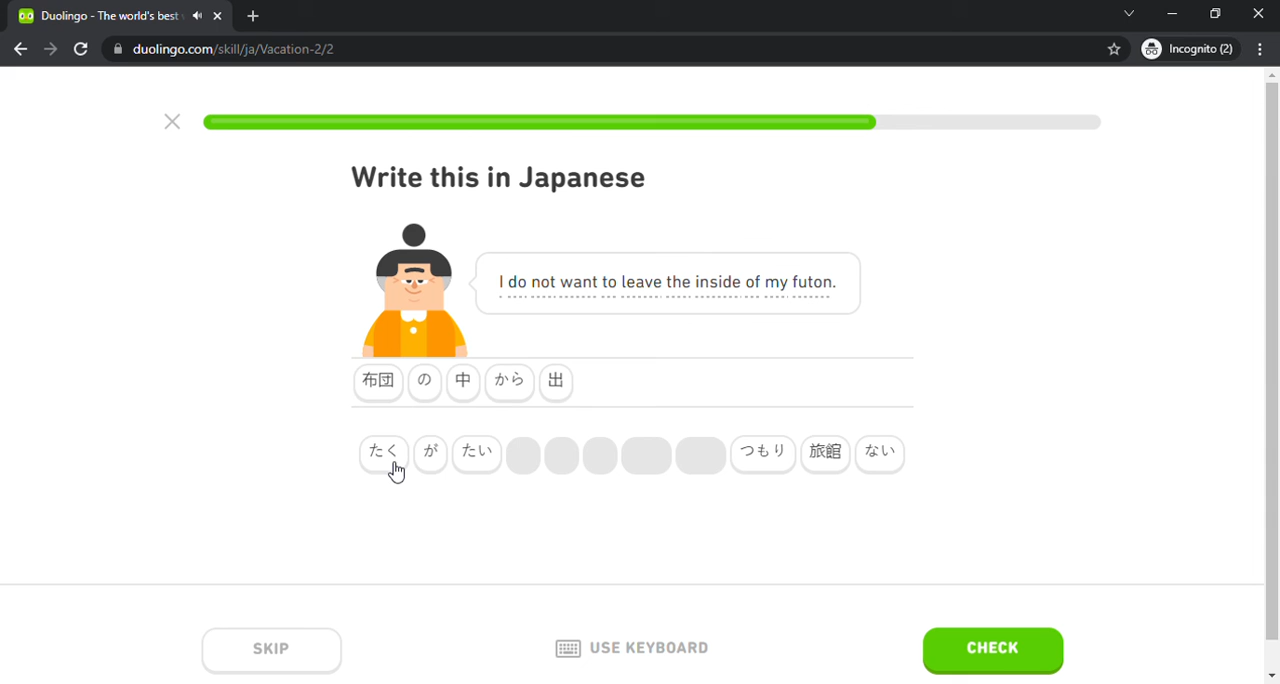 Duolingo - The world's best
duolingo.com/skill/ja/Vacation-2/2
Incognito (2)
Write this in Japanese
I do not want to leave the inside of my futon.
布団 の 中 から 出
たく が たい つもり 旅館 ない
SKIP USE KEYBOARD CHECK